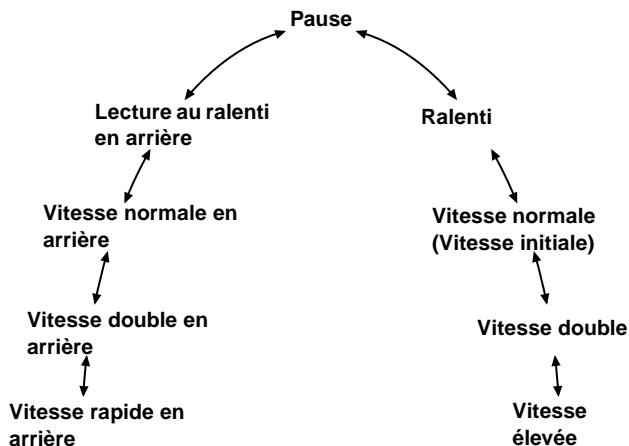 Pause
Lecture au ralenti
en arrière
Ralenti
Vitesse normale en
arrière
Vitesse normale
(Vitesse initiale)
Vitesse double en
arrière
Vitesse double
Vitesse rapide en
arrière
Vitesse
élevée